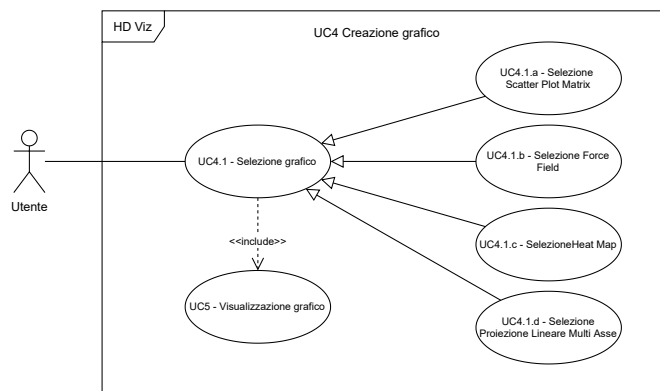 HD Viz
UC4 Creazione grafico
UC4.1.a - Selezione
Scatter Plot Matrix
UC4.1 - Selezione grafico
UC4.1.b - Selezione Force
Field
Utente
<<include>>
UC4.1.c - SelezioneHeat Map
UC5 - Visualizzazione grafico
UC4.1.d - Selezione
Proiezione Lineare Multi Asse